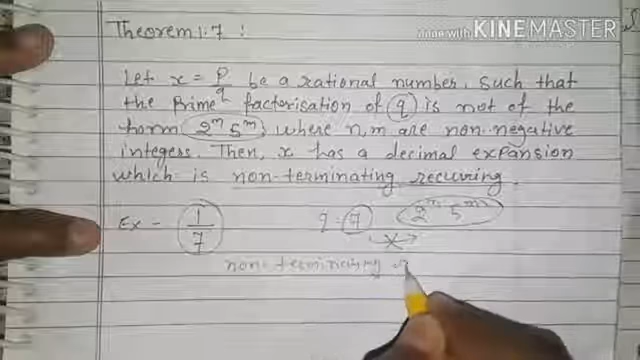 Theorem 1.7 :
made with KINEMASTER
Let x = p/q be a rational number, such that
the prime factorisation of q is not of the
form 2ⁿ 5ᵐ, where n,m are non-negative
integers. Then, x has a decimal expansion
which is non-terminating recurring.
Ex - 1/7 q = 7 2ⁿ 5ᵐ